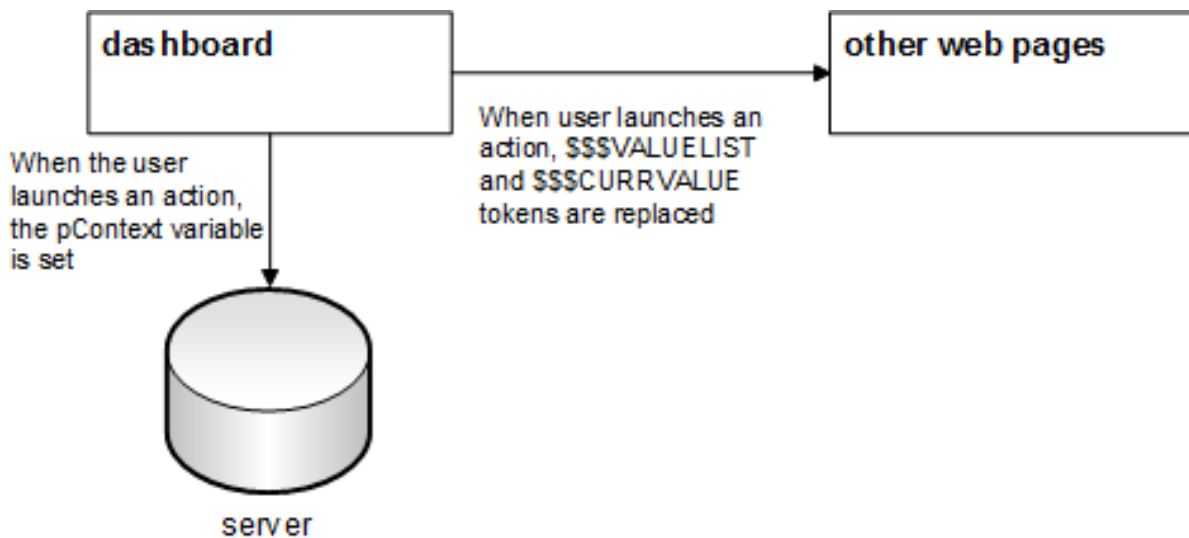 dashboard
other web pages
When user launches an
action, $$$VALUELIST
and $$$CURRVALUE
tokens are replaced
When the user
launches an action,
the pContext variable
is set
server